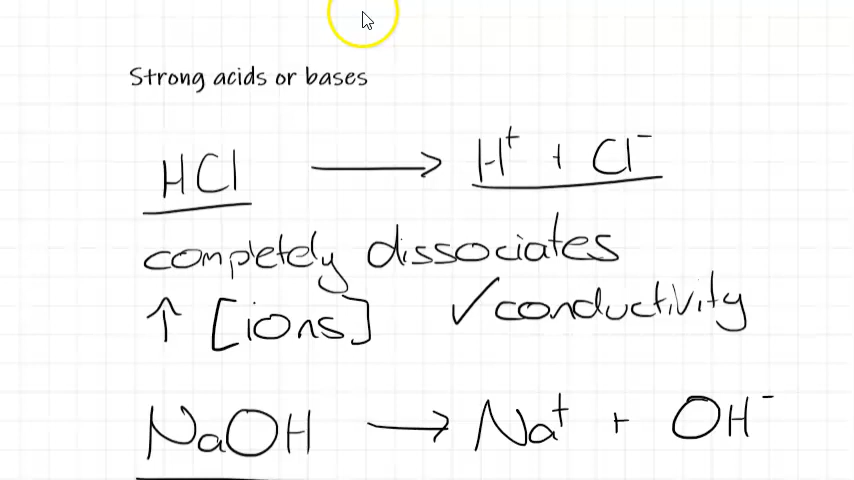 Strong acids or bases
HCl ⟶ H⁺ + Cl⁻
completely dissociates
↑ [ions] ✓conductivity
NaOH ⟶ Na⁺ + OH⁻